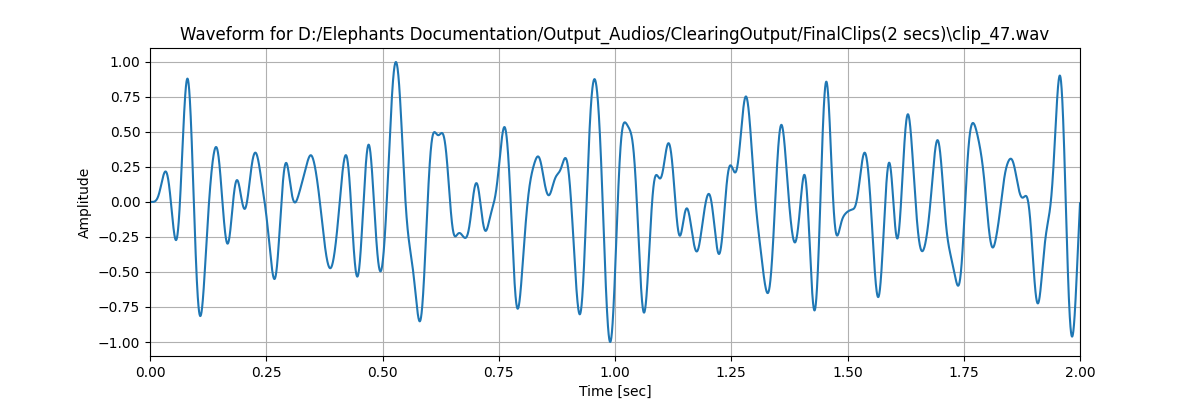 Waveform for D:/Elephants Documentation/Output_Audios/ClearingOutput/FinalClips(2 secs)\clip_47.wav
1.00
0.75
0.50
0.25
0.00
−0.25
−0.50
−0.75
−1.00
Amplitude
0.00 0.25 0.50 0.75 1.00 1.25 1.50 1.75 2.00
Time [sec]